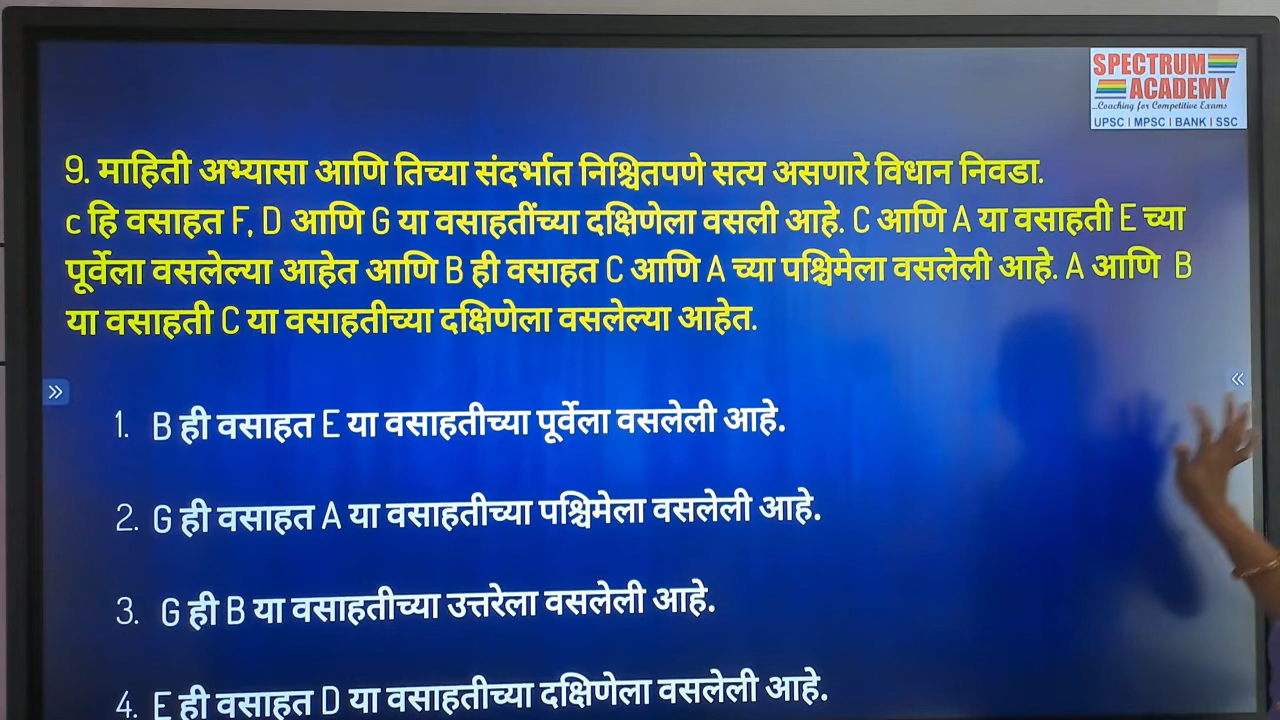 SPECTRUM
ACADEMY
...Coaching for Competitive Exams
UPSC | MPSC | BANK | SSC
9. माहिती अभ्यासा आणि तिच्या संदर्भात निश्चितपणे सत्य असणारे विधान निवडा.
c हि वसाहत F, D आणि G या वसाहतींच्या दक्षिणेला वसली आहे. C आणि A या वसाहती E च्या
पूर्वेला वसलेल्या आहेत आणि B ही वसाहत C आणि A च्या पश्चिमेला वसलेली आहे. A आणि B
या वसाहती C या वसाहतीच्या दक्षिणेला वसलेल्या आहेत.
1. B ही वसाहत E या वसाहतीच्या पूर्वेला वसलेली आहे.
2. G ही वसाहत A या वसाहतीच्या पश्चिमेला वसलेली आहे.
3. G ही B या वसाहतीच्या उत्तरेला वसलेली आहे.
4. E ही वसाहत D या वसाहतीच्या दक्षिणेला वसलेली आहे.